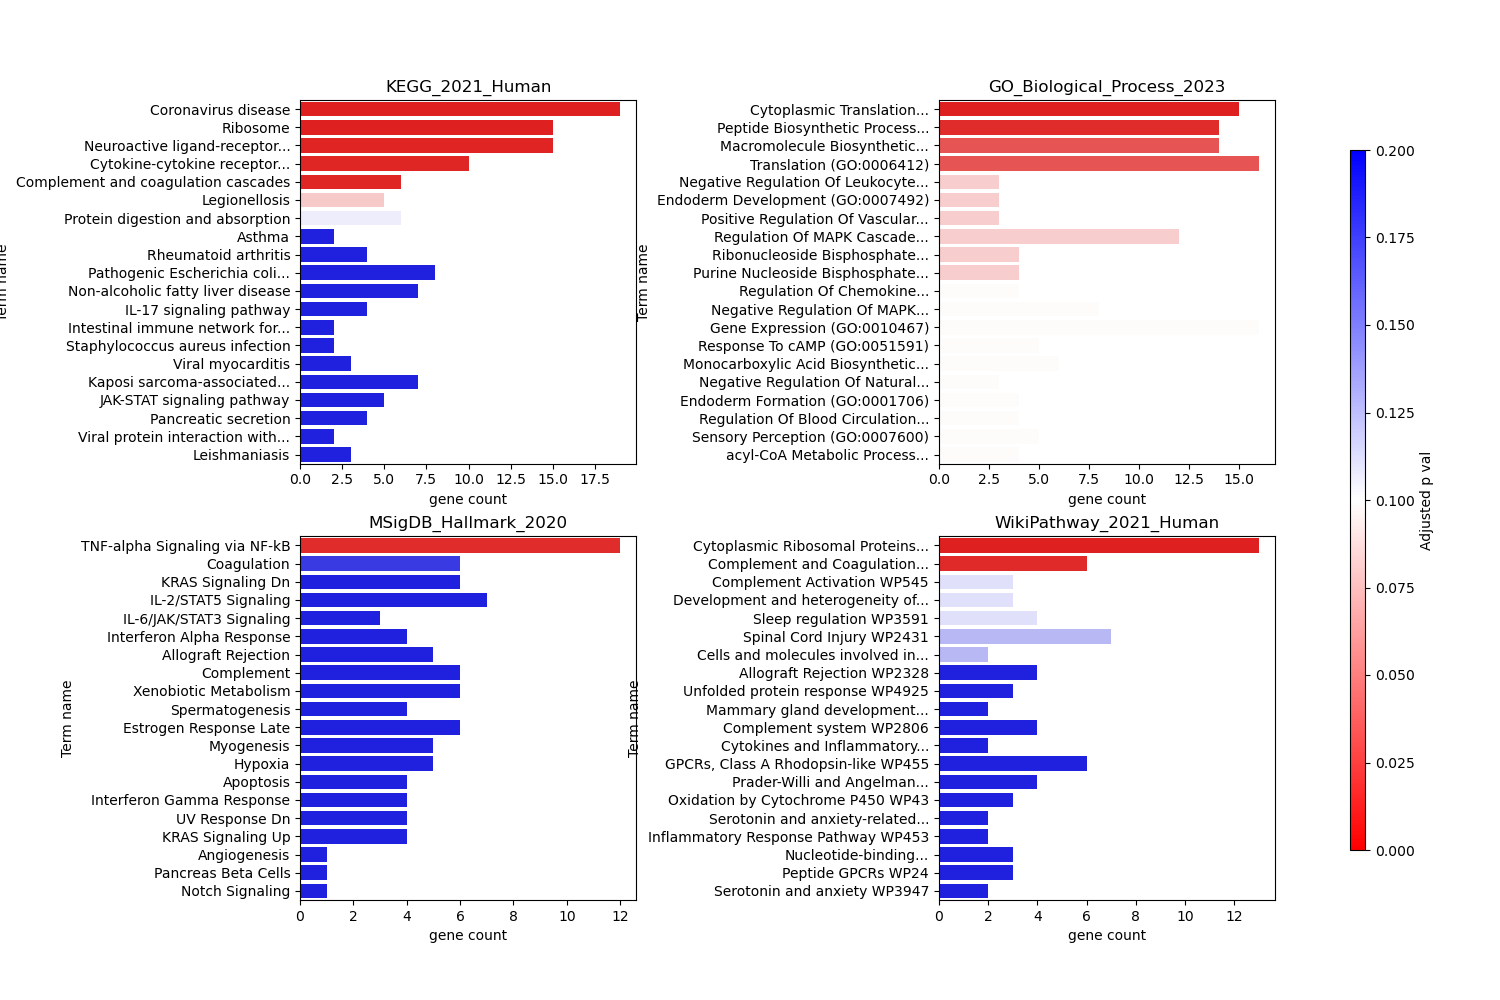 KEGG_2021_Human
Term name
Coronavirus disease
Ribosome
Neuroactive ligand-receptor...
Cytokine-cytokine receptor...
Complement and coagulation cascades
Legionellosis
Protein digestion and absorption
Asthma
Rheumatoid arthritis
Pathogenic Escherichia coli...
Non-alcoholic fatty liver disease
IL-17 signaling pathway
Intestinal immune network for...
Staphylococcus aureus infection
Viral myocarditis
Kaposi sarcoma-associated...
JAK-STAT signaling pathway
Pancreatic secretion
Viral protein interaction with...
Leishmaniasis
0.0 2.5 5.0 7.5 10.0 12.5 15.0 17.5
gene count
GO_Biological_Process_2023
Term name
Cytoplasmic Translation...
Peptide Biosynthetic Process...
Macromolecule Biosynthetic...
Translation (GO:0006412)
Negative Regulation Of Leukocyte...
Endoderm Development (GO:0007492)
Positive Regulation Of Vascular...
Regulation Of MAPK Cascade...
Ribonucleoside Bisphosphate...
Purine Nucleoside Bisphosphate...
Regulation Of Chemokine...
Negative Regulation Of MAPK...
Gene Expression (GO:0010467)
Response To cAMP (GO:0051591)
Monocarboxylic Acid Biosynthetic...
Negative Regulation Of Natural...
Endoderm Formation (GO:0001706)
Regulation Of Blood Circulation...
Sensory Perception (GO:0007600)
acyl-CoA Metabolic Process...
0.0 2.5 5.0 7.5 10.0 12.5 15.0
gene count
MSigDB_Hallmark_2020
Term name
TNF-alpha Signaling via NF-kB
Coagulation
KRAS Signaling Dn
IL-2/STAT5 Signaling
IL-6/JAK/STAT3 Signaling
Interferon Alpha Response
Allograft Rejection
Complement
Xenobiotic Metabolism
Spermatogenesis
Estrogen Response Late
Myogenesis
Hypoxia
Apoptosis
Interferon Gamma Response
UV Response Dn
KRAS Signaling Up
Angiogenesis
Pancreas Beta Cells
Notch Signaling
0 2 4 6 8 10 12
gene count
WikiPathway_2021_Human
Term name
Cytoplasmic Ribosomal Proteins...
Complement and Coagulation...
Complement Activation WP545
Development and heterogeneity of...
Sleep regulation WP3591
Spinal Cord Injury WP2431
Cells and molecules involved in...
Allograft Rejection WP2328
Unfolded protein response WP4925
Mammary gland development...
Complement system WP2806
Cytokines and Inflammatory...
GPCRs, Class A Rhodopsin-like WP455
Prader-Willi and Angelman...
Oxidation by Cytochrome P450 WP43
Serotonin and anxiety-related...
Inflammatory Response Pathway WP453
Nucleotide-binding...
Peptide GPCRs WP24
Serotonin and anxiety WP3947
0 2 4 6 8 10 12
gene count
0.200
0.175
0.150
0.125
0.100
0.075
0.050
0.025
0.000
Adjusted p val